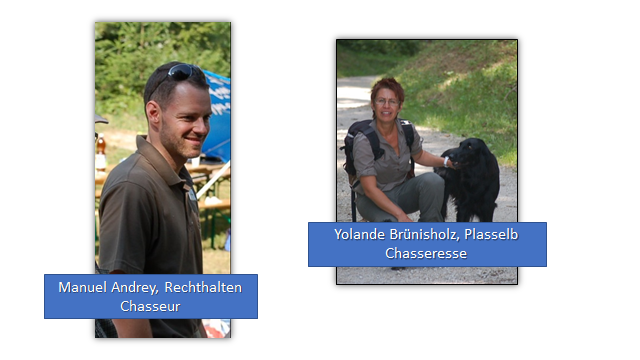 Manuel Andrey, Rechthalten
Chasseur
Yolande Brünisholz, Plasselb
Chasseresse